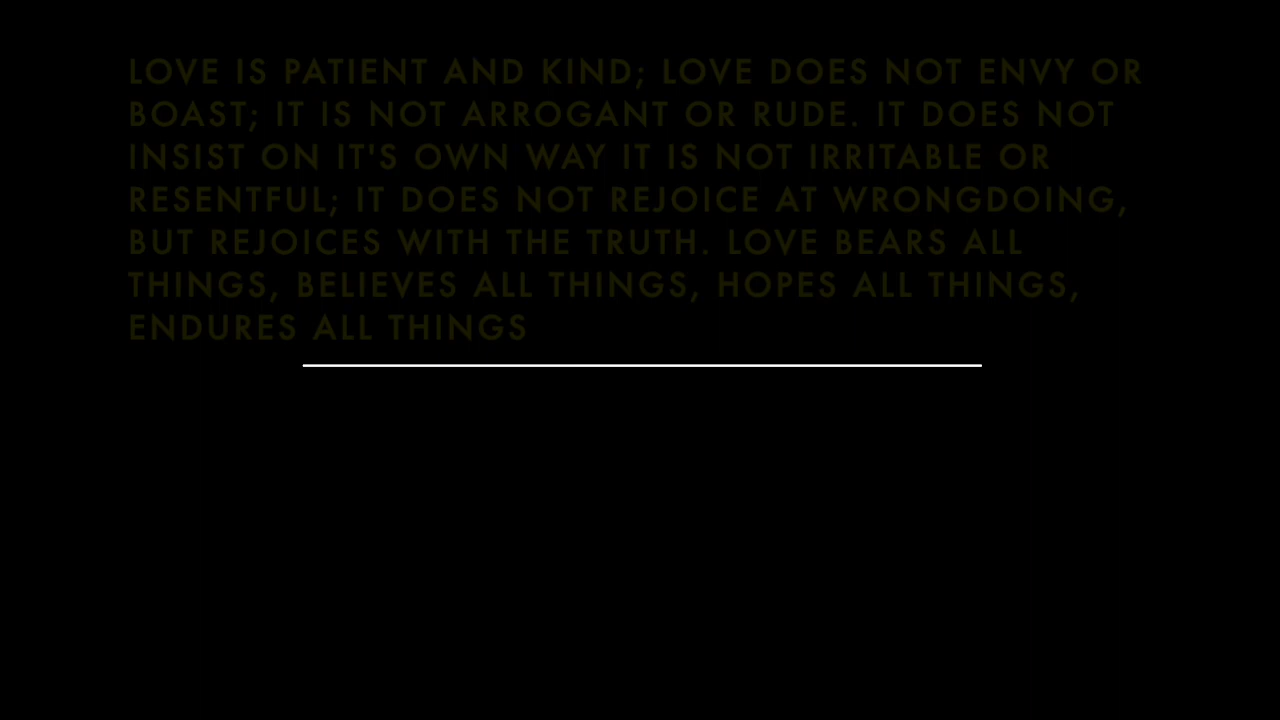 LOVE IS PATIENT AND KIND; LOVE DOES NOT ENVY OR
BOAST; IT IS NOT ARROGANT OR RUDE. IT DOES NOT
INSIST ON IT'S OWN WAY IT IS NOT IRRITABLE OR
RESENTFUL; IT DOES NOT REJOICE AT WRONGDOING,
BUT REJOICES WITH THE TRUTH. LOVE BEARS ALL
THINGS, BELIEVES ALL THINGS, HOPES ALL THINGS,
ENDURES ALL THINGS